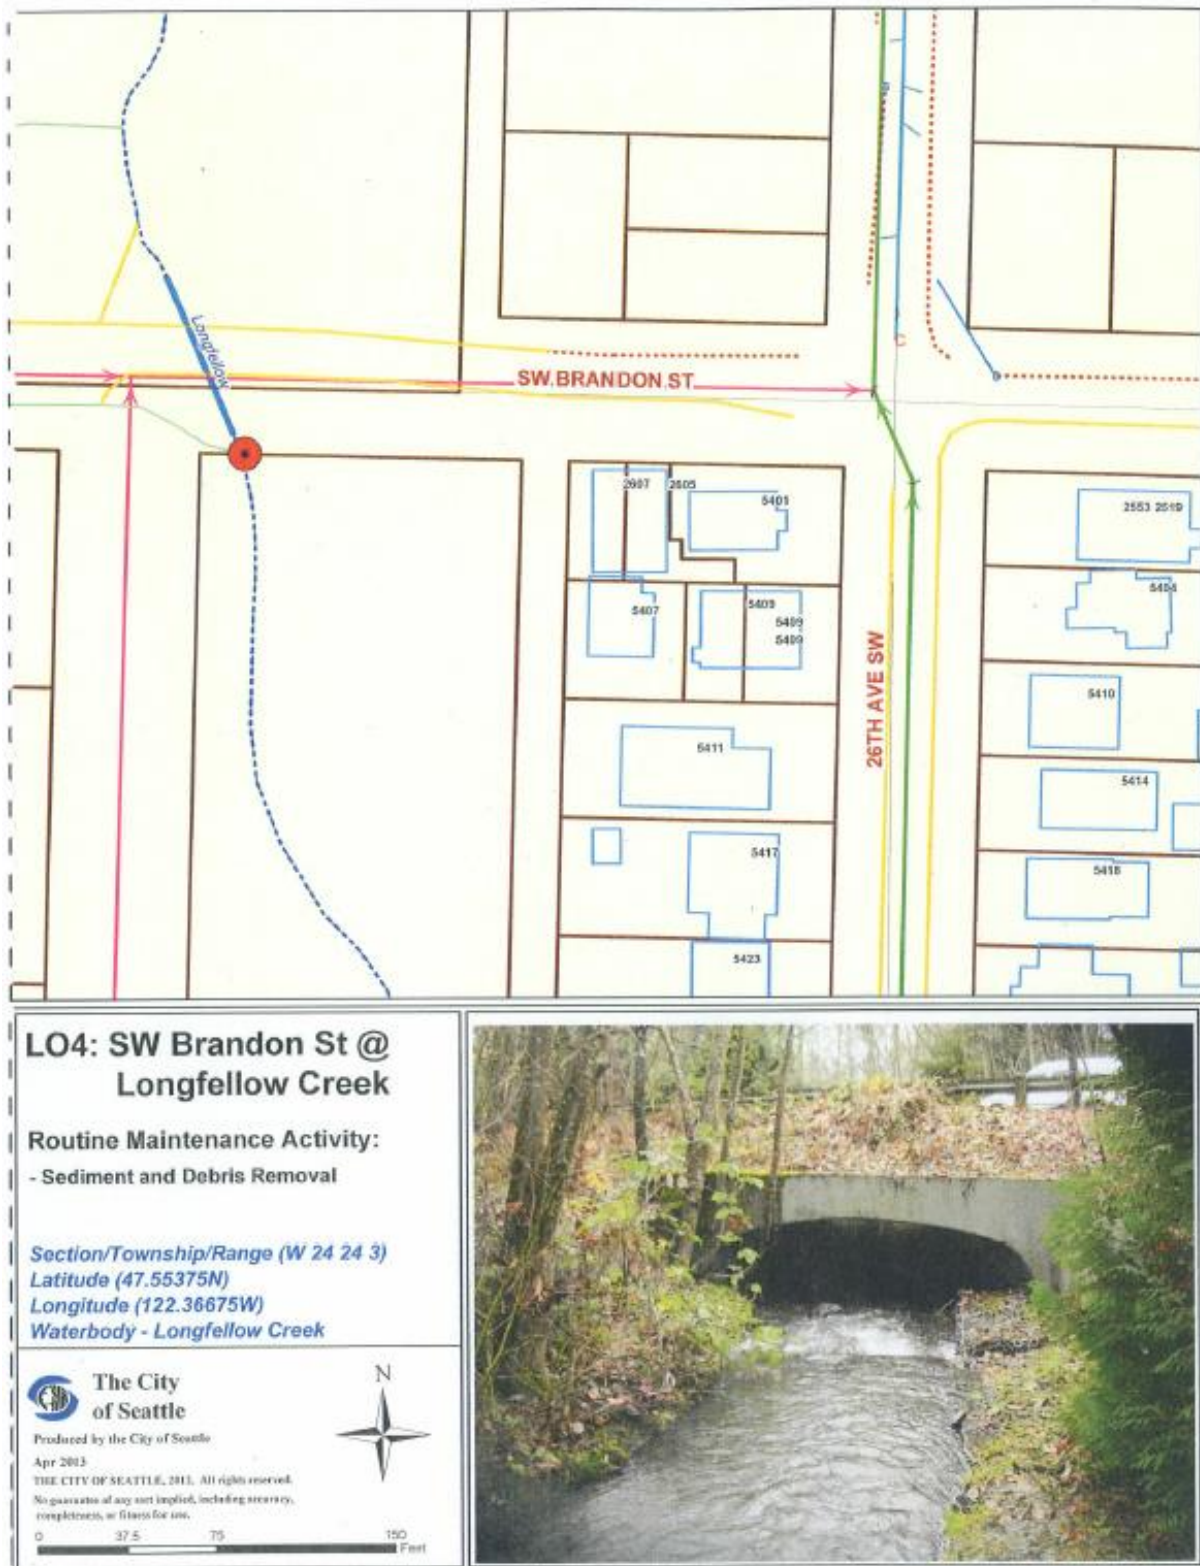 Longfellow
SW BRANDON ST
2607
2605
5401
2553 2519
5407
5409
5409
5409
5404
26TH AVE SW
5410
5411
5414
5417
5418
5423
LO4: SW Brandon St @
Longfellow Creek
Routine Maintenance Activity:
- Sediment and Debris Removal
Section/Township/Range (W 24 24 3)
Latitude (47.55375N)
Longitude (122.36675W)
Waterbody - Longfellow Creek
The City
of Seattle
N
Produced by the City of Seattle
Apr 2013
THE CITY OF SEATTLE, 2013. All rights reserved.
No guarantee of any sort implied, including accuracy,
completeness, or fitness for use.
0 37.5 75 150
Feet